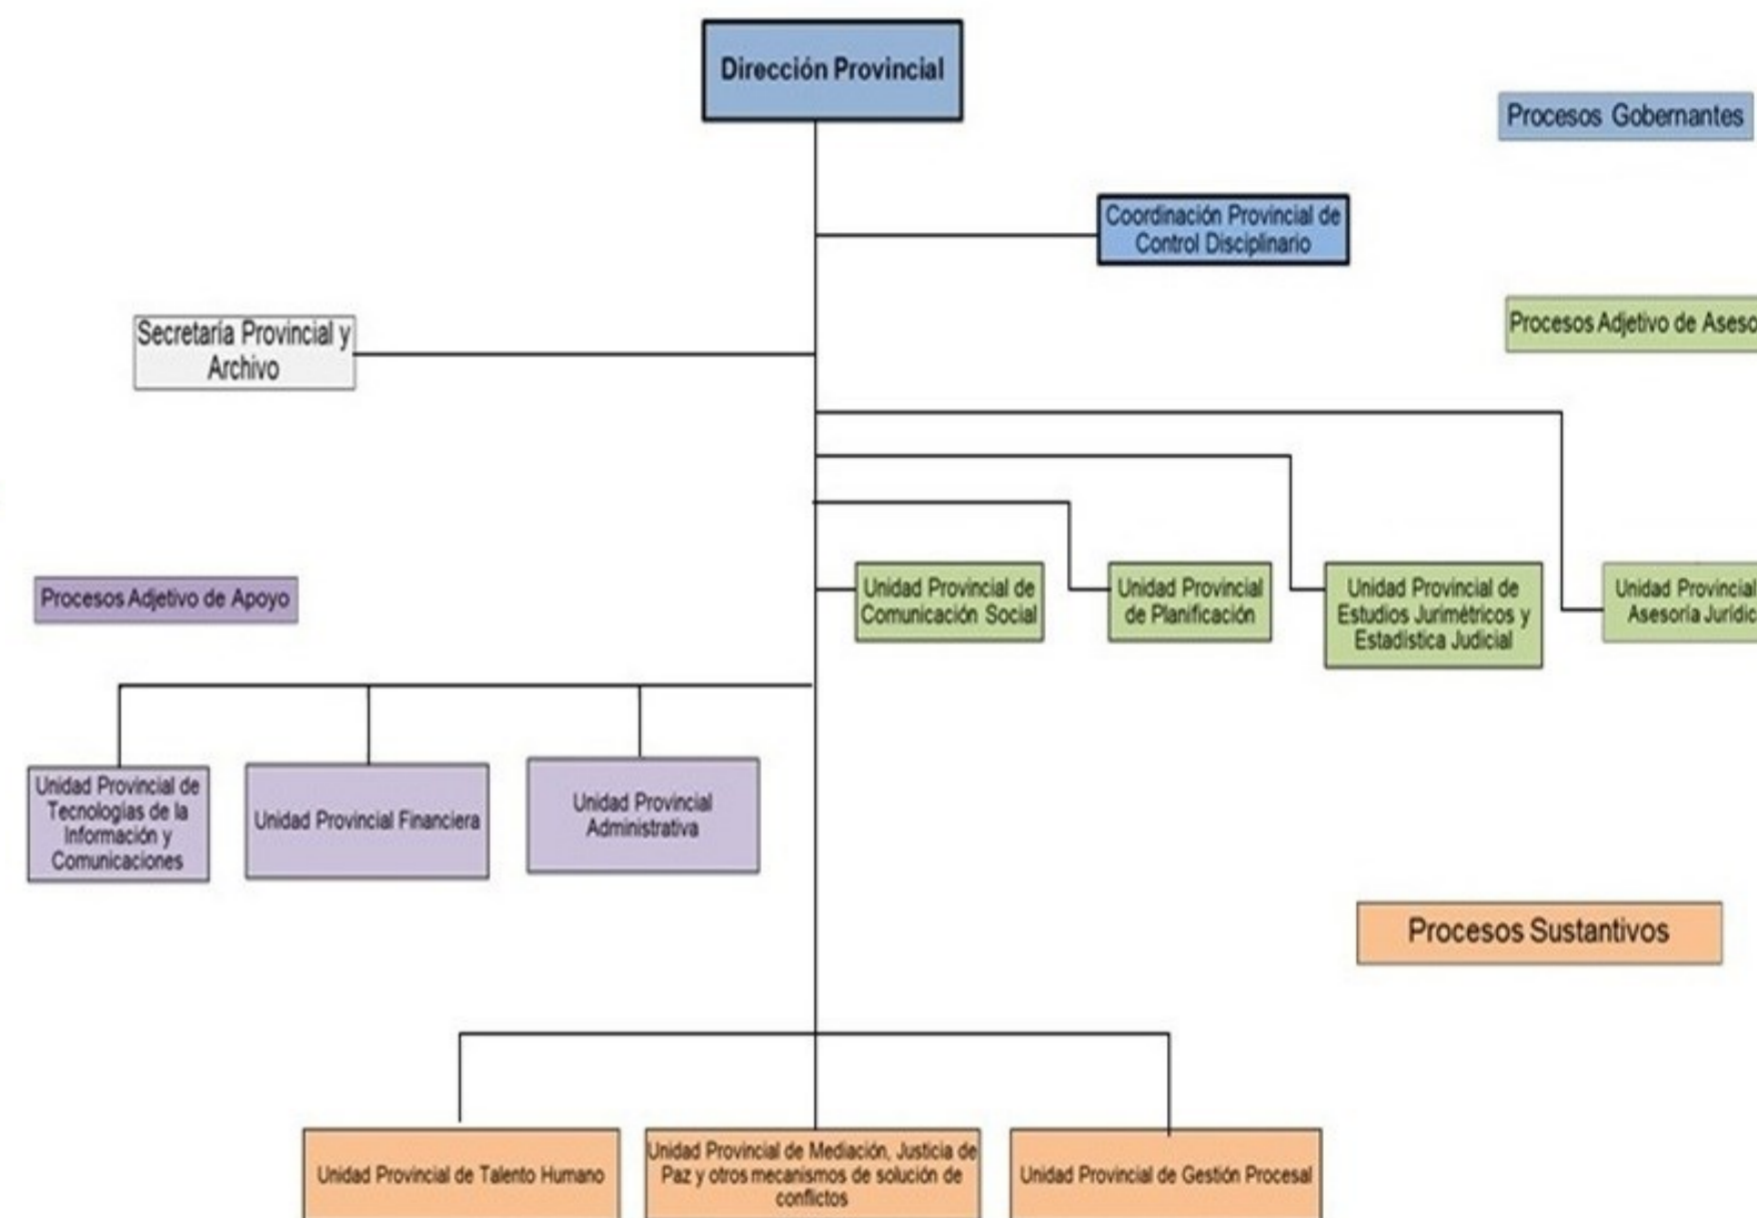 Dirección Provincial
Procesos Gobernantes
Coordinación Provincial de
Control Disciplinario
Secretaría Provincial y
Archivo
Procesos Adjetivo de Aseso
Procesos Adjetivo de Apoyo
Unidad Provincial de
Comunicación Social
Unidad Provincial
de Planificación
Unidad Provincial de
Estudios Jurimétricos y
Estadística Judicial
Unidad Provincial
Asesoría Jurídic
Unidad Provincial de
Tecnologías de la
Información y
Comunicaciones
Unidad Provincial Financiera
Unidad Provincial
Administrativa
Procesos Sustantivos
Unidad Provincial de Talento Humano
Unidad Provincial de Mediación, Justicia de
Paz y otros mecanismos de solución de
conflictos
Unidad Provincial de Gestión Procesal